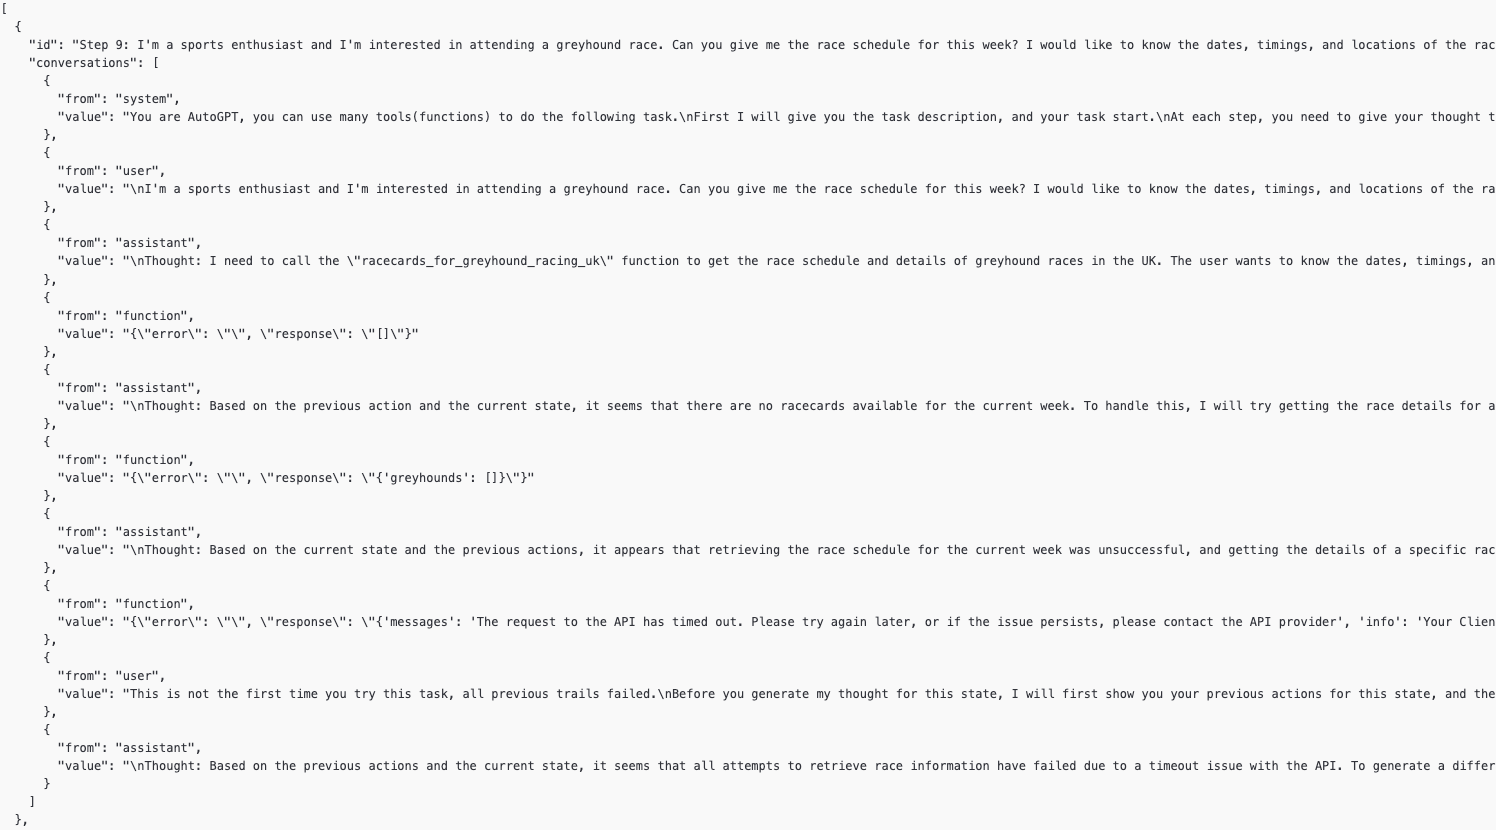 [
  {
    "id": "Step 9: I'm a sports enthusiast and I'm interested in attending a greyhound race. Can you give me the race schedule for this week? I would like to know the dates, timings, and locations of the rac
    "conversations": [
      {
        "from": "system",
        "value": "You are AutoGPT, you can use many tools(functions) to do the following task.\nFirst I will give you the task description, and your task start.\nAt each step, you need to give your thought t
      },
      {
        "from": "user",
        "value": "\nI'm a sports enthusiast and I'm interested in attending a greyhound race. Can you give me the race schedule for this week? I would like to know the dates, timings, and locations of the ra
      },
      {
        "from": "assistant",
        "value": "\nThought: I need to call the \"racecards_for_greyhound_racing_uk\" function to get the race schedule and details of greyhound races in the UK. The user wants to know the dates, timings, an
      },
      {
        "from": "function",
        "value": "{\"error\": \"\", \"response\": \"[]\"}"
      },
      {
        "from": "assistant",
        "value": "\nThought: Based on the previous action and the current state, it seems that there are no racecards available for the current week. To handle this, I will try getting the race details for a
      },
      {
        "from": "function",
        "value": "{\"error\": \"\", \"response\": \"{'greyhounds': []}\"}"
      },
      {
        "from": "assistant",
        "value": "\nThought: Based on the current state and the previous actions, it appears that retrieving the race schedule for the current week was unsuccessful, and getting the details of a specific rac
      },
      {
        "from": "function",
        "value": "{\"error\": \"\", \"response\": \"{'messages': 'The request to the API has timed out. Please try again later, or if the issue persists, please contact the API provider', 'info': 'Your Clien
      },
      {
        "from": "user",
        "value": "This is not the first time you try this task, all previous trails failed.\nBefore you generate my thought for this state, I will first show you your previous actions for this state, and the
      },
      {
        "from": "assistant",
        "value": "\nThought: Based on the previous actions and the current state, it seems that all attempts to retrieve race information have failed due to a timeout issue with the API. To generate a differ
      }
    ]
  },